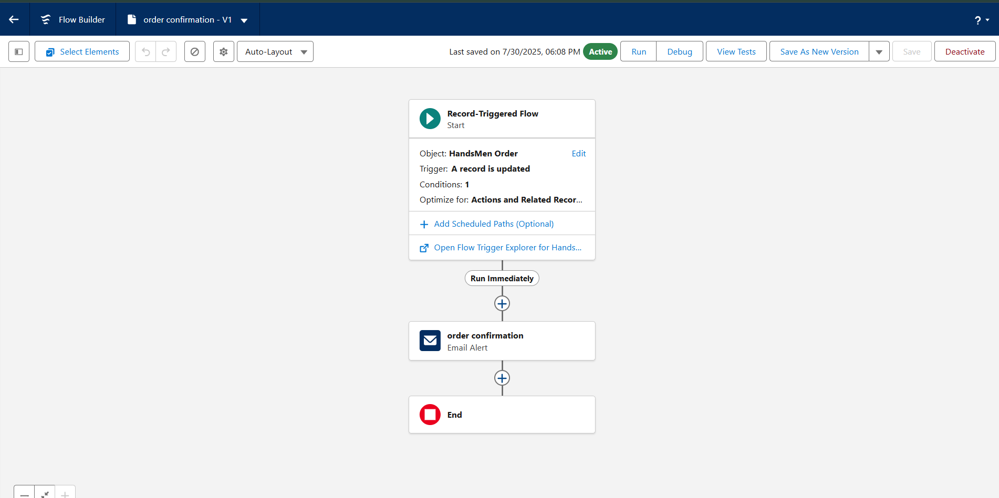 Flow Builder
order confirmation - V1
?
Select Elements
Auto-Layout
Last saved on 7/30/2025, 06:08 PM
Active
Run
Debug
View Tests
Save As New Version
Save
Deactivate
Record-Triggered Flow
Start
Object: HandsMen Order
Edit
Trigger: A record is updated
Conditions: 1
Optimize for: Actions and Related Recor...
Add Scheduled Paths (Optional)
Open Flow Trigger Explorer for Hands...
Run Immediately
order confirmation
Email Alert
End